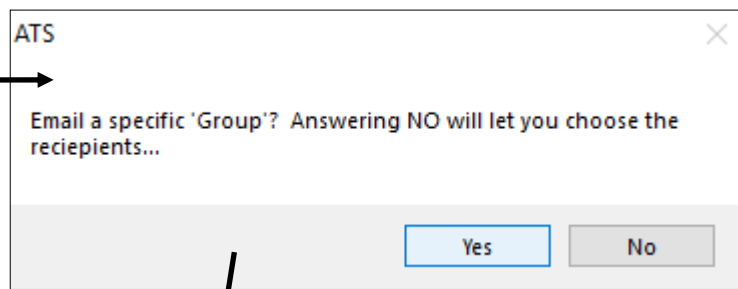 ATS
Email a specific 'Group'?  Answering NO will let you choose the
reciepients...
Yes
No